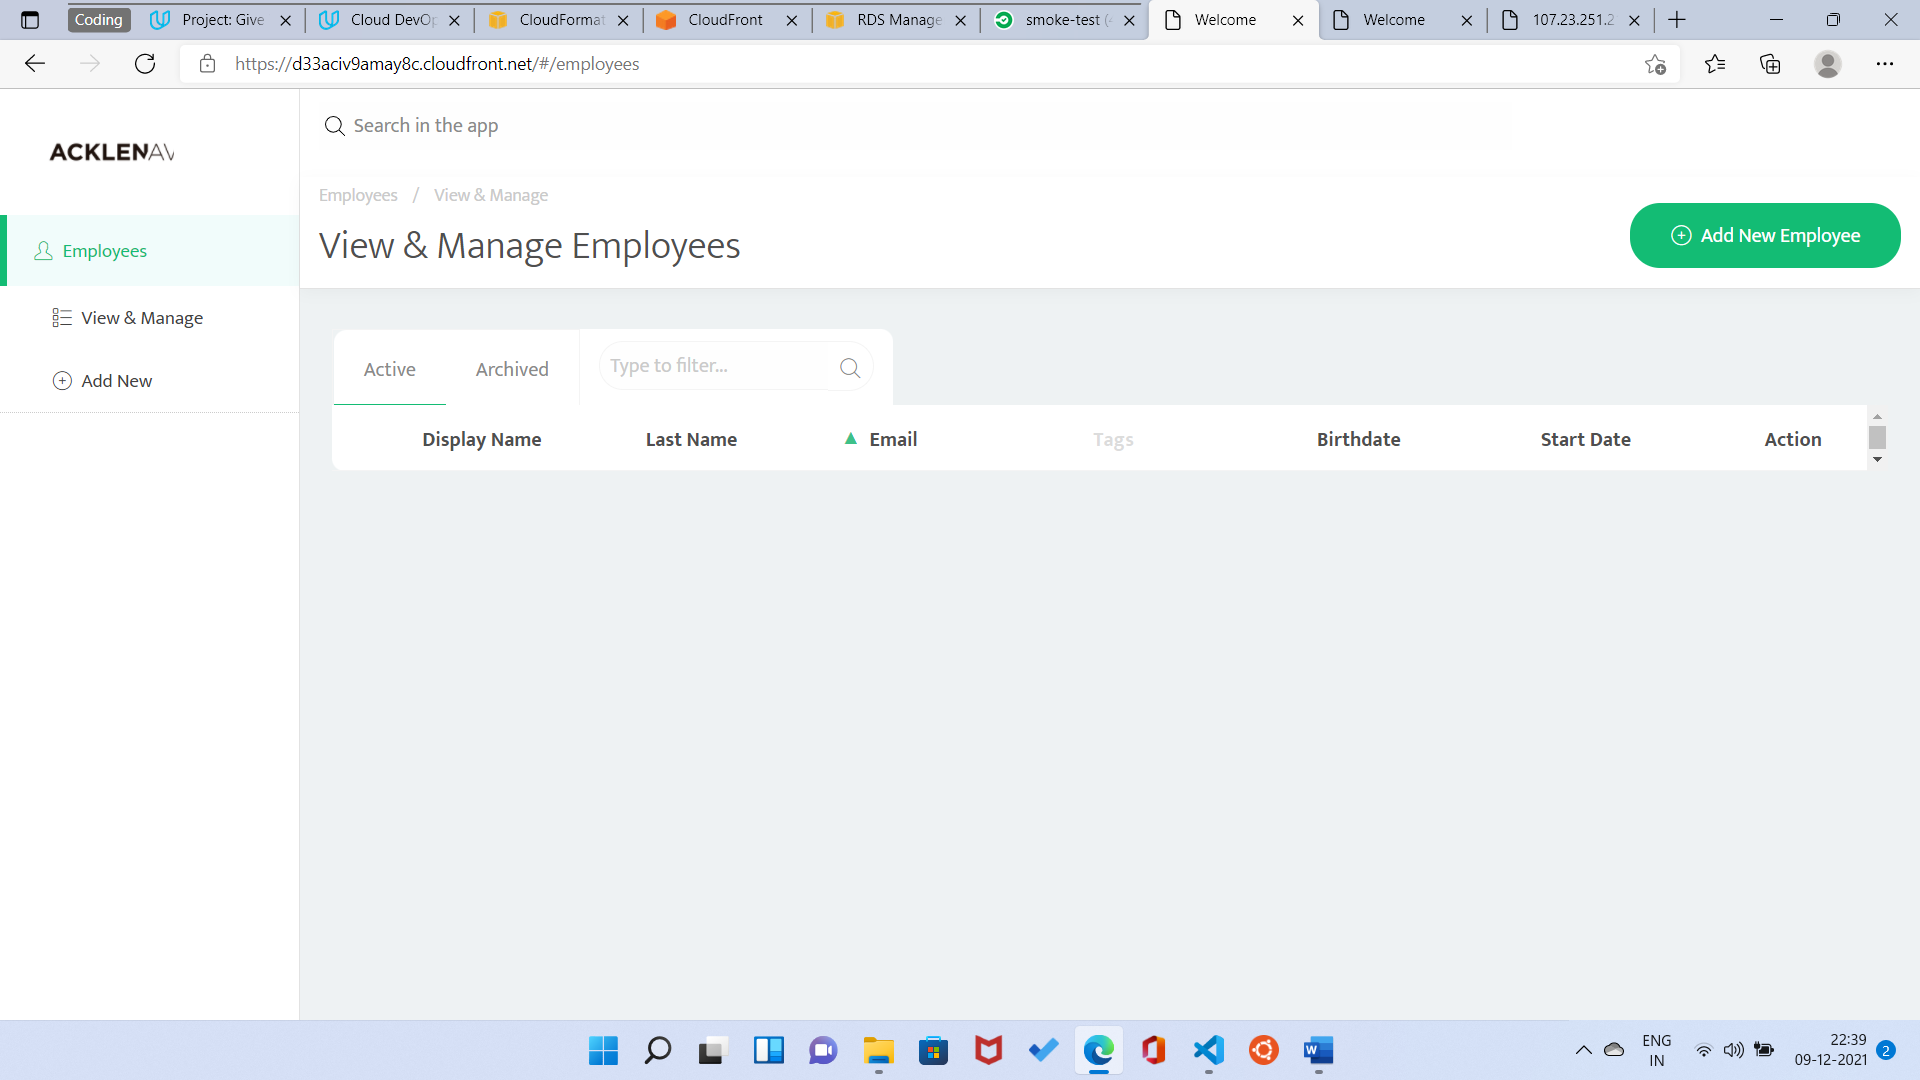 Coding
Project: Give
Cloud DevOp
CloudFormat
CloudFront
RDS Manage
smoke-test (
Welcome
Welcome
107.23.251.2
https://d33aciv9amay8c.cloudfront.net/#/employees
ACKLENAV
Search in the app
Employees / View & Manage
View & Manage Employees
Add New Employee
Employees
View & Manage
Add New
Active
Archived
Type to filter...
Display Name
Last Name
Email
Tags
Birthdate
Start Date
Action
ENG
IN
22:39
09-12-2021
2